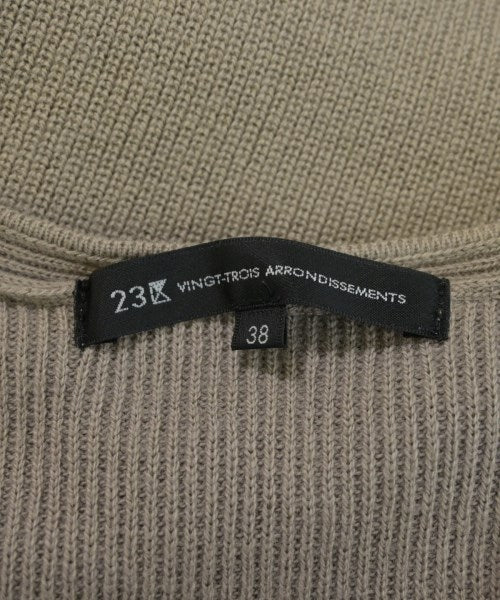 23区 VINGT-TROIS ARRONDISSEMENTS
38